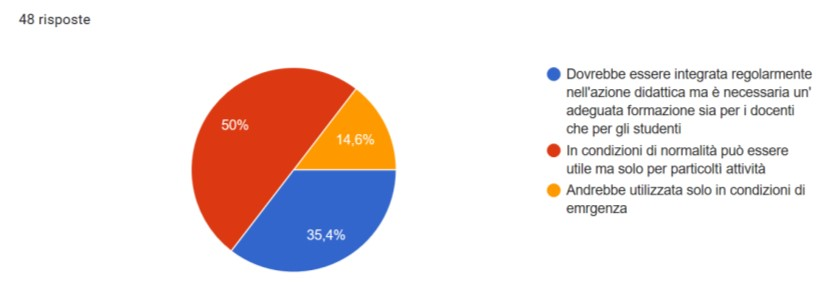 48 risposte
50%
14,6%
35,4%
Dovrebbe essere integrata regolarmente
nell'azione didattica ma è necessaria un'
adeguata formazione sia per i docenti
che per gli studenti
In condizioni di normalità può essere
utile ma solo per particolti attività
Andrebbe utilizzata solo in condizioni di
emrgenza